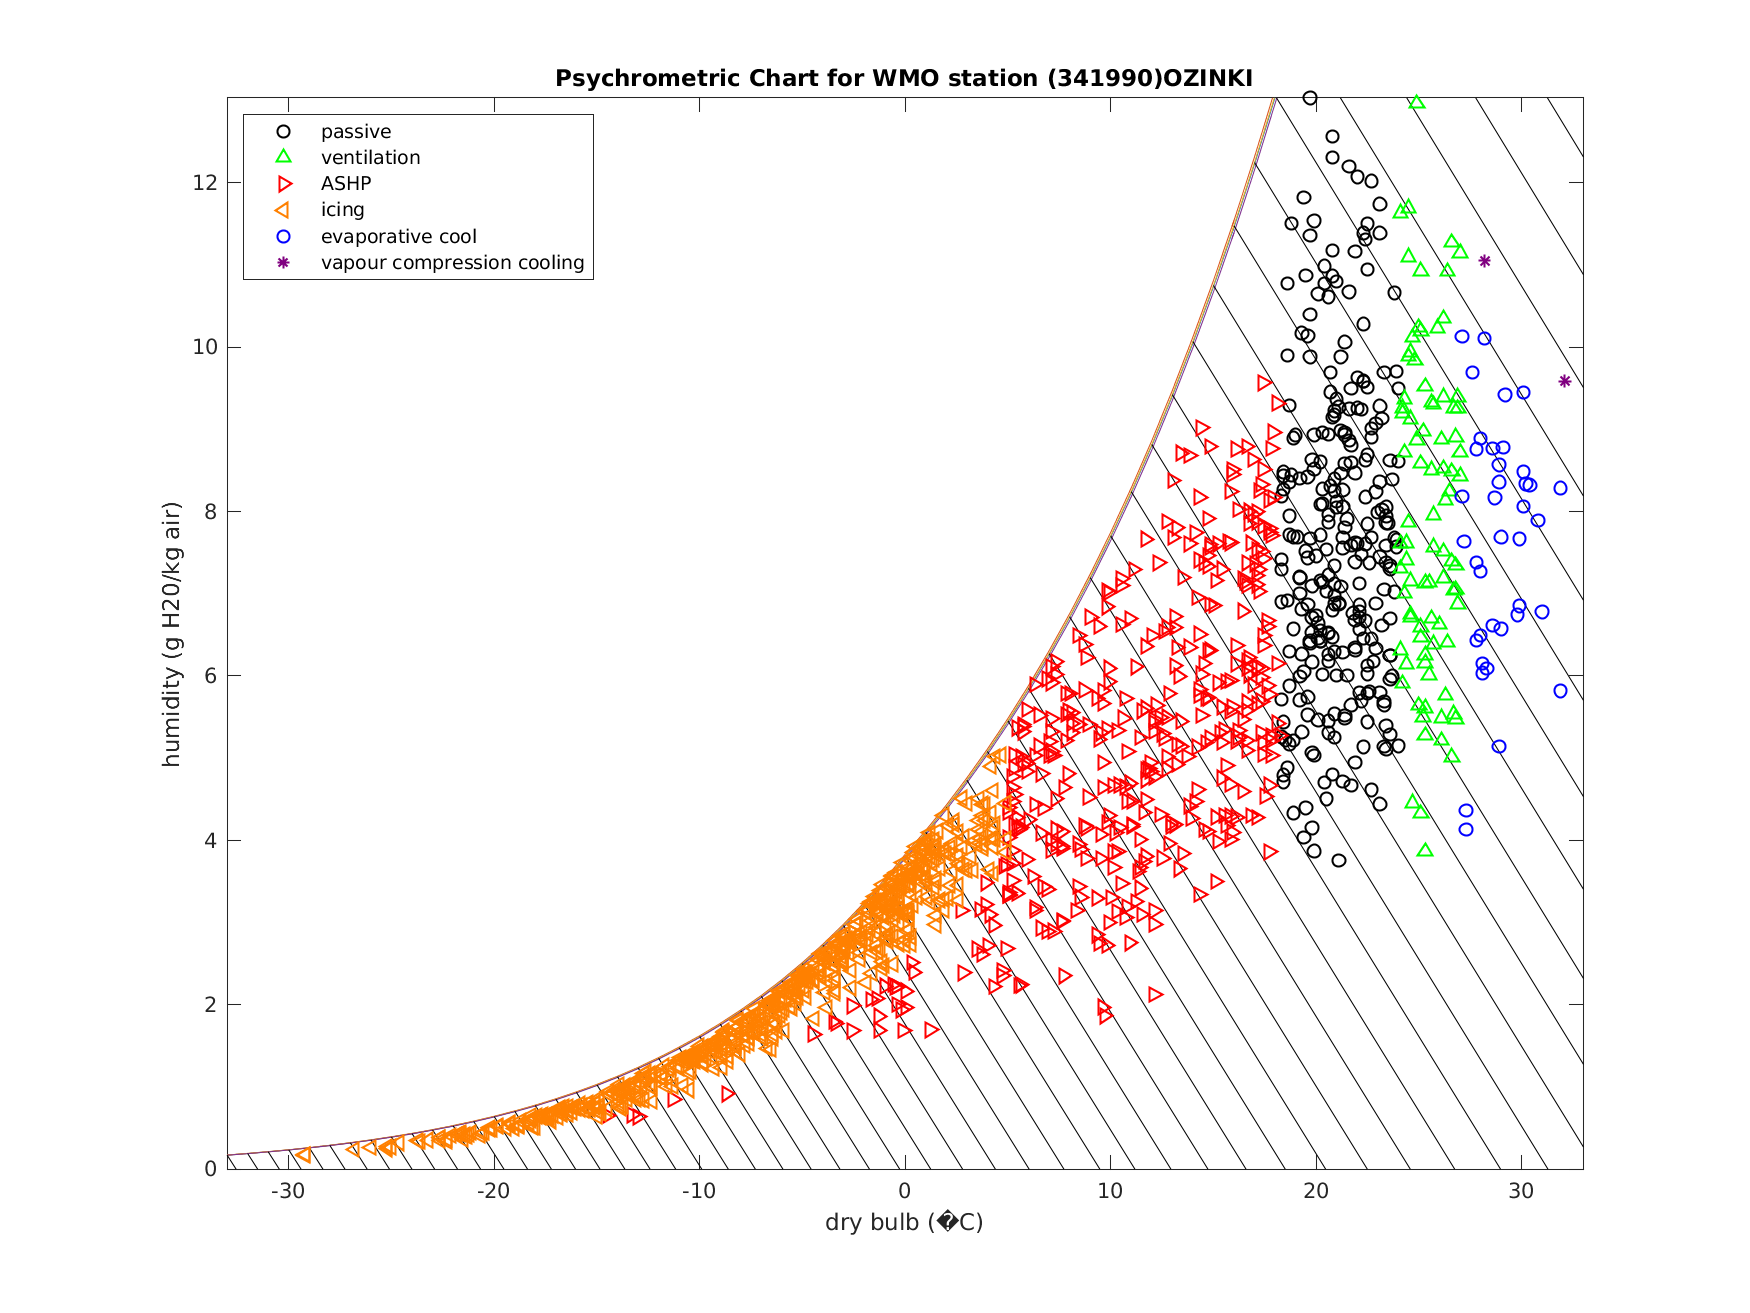 Psychrometric Chart for WMO station (341990)OZINKI
passive
ventilation
ASHP
icing
evaporative cool
vapour compression cooling
humidity (g H20/kg air)
12
10
8
6
4
2
0
-30 -20 -10 0 10 20 30
dry bulb (�C)